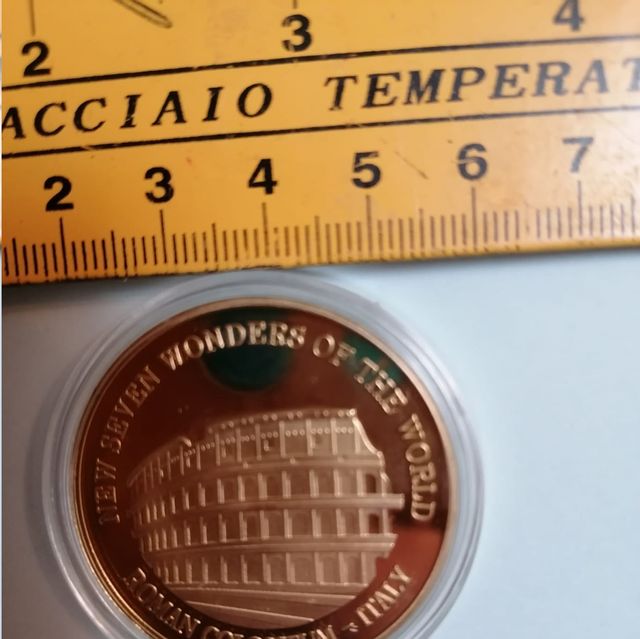 2 3 4
ACCIAIO TEMPERAT
2 3 4 5 6 7
NEW SEVEN WONDERS OF THE WORLD
ROMAN COLOSSEUM - ITALY